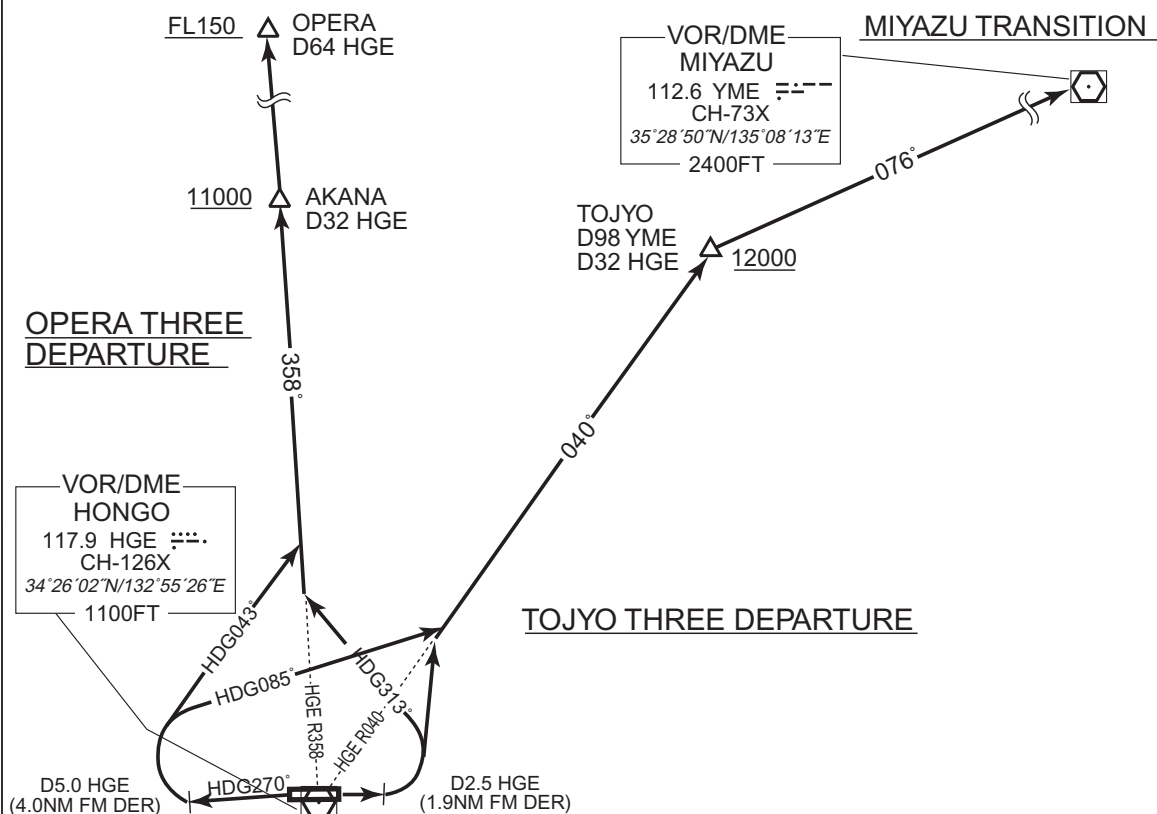 FL150
OPERA
D64 HGE
MIYAZU TRANSITION
VOR/DME
MIYAZU
112.6 YME
CH-73X
35°28´50˝N/135°08´13˝E
2400FT
076°
11000
AKANA
D32 HGE
TOJYO
D98 YME
D32 HGE
12000
OPERA THREE
DEPARTURE
358°
040°
VOR/DME
HONGO
117.9 HGE
CH-126X
34°26´02˝N/132°55´26˝E
1100FT
TOJYO THREE DEPARTURE
HDG043°
HDG085°
HDG313°
HGE R358
HGE R040
D5.0 HGE
(4.0NM FM DER)
HDG270°
D2.5 HGE
(1.9NM FM DER)